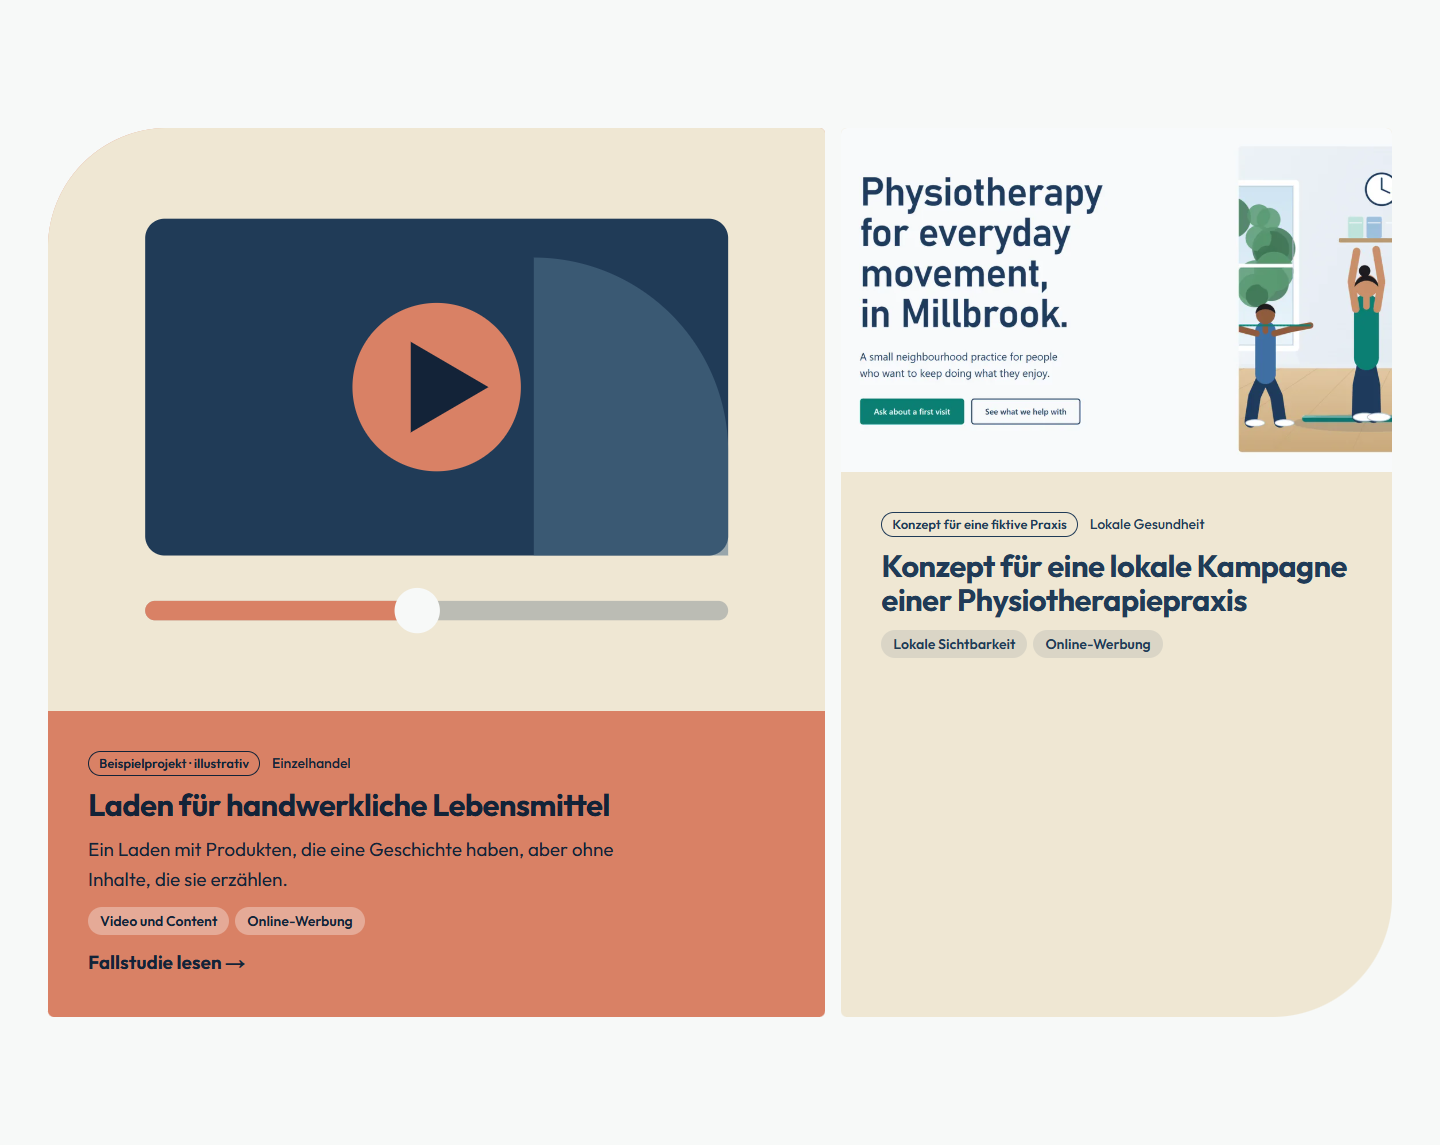 Beispielprojekt · illustrativ
Einzelhandel
Laden für handwerkliche Lebensmittel
Ein Laden mit Produkten, die eine Geschichte haben, aber ohne
Inhalte, die sie erzählen.
Video und Content
Online-Werbung
Fallstudie lesen →
Physiotherapy
for everyday
movement,
in Millbrook.
A small neighbourhood practice for people
who want to keep doing what they enjoy.
Ask about a first visit
See what we help with
Konzept für eine fiktive Praxis
Lokale Gesundheit
Konzept für eine lokale Kampagne
einer Physiotherapiepraxis
Lokale Sichtbarkeit
Online-Werbung